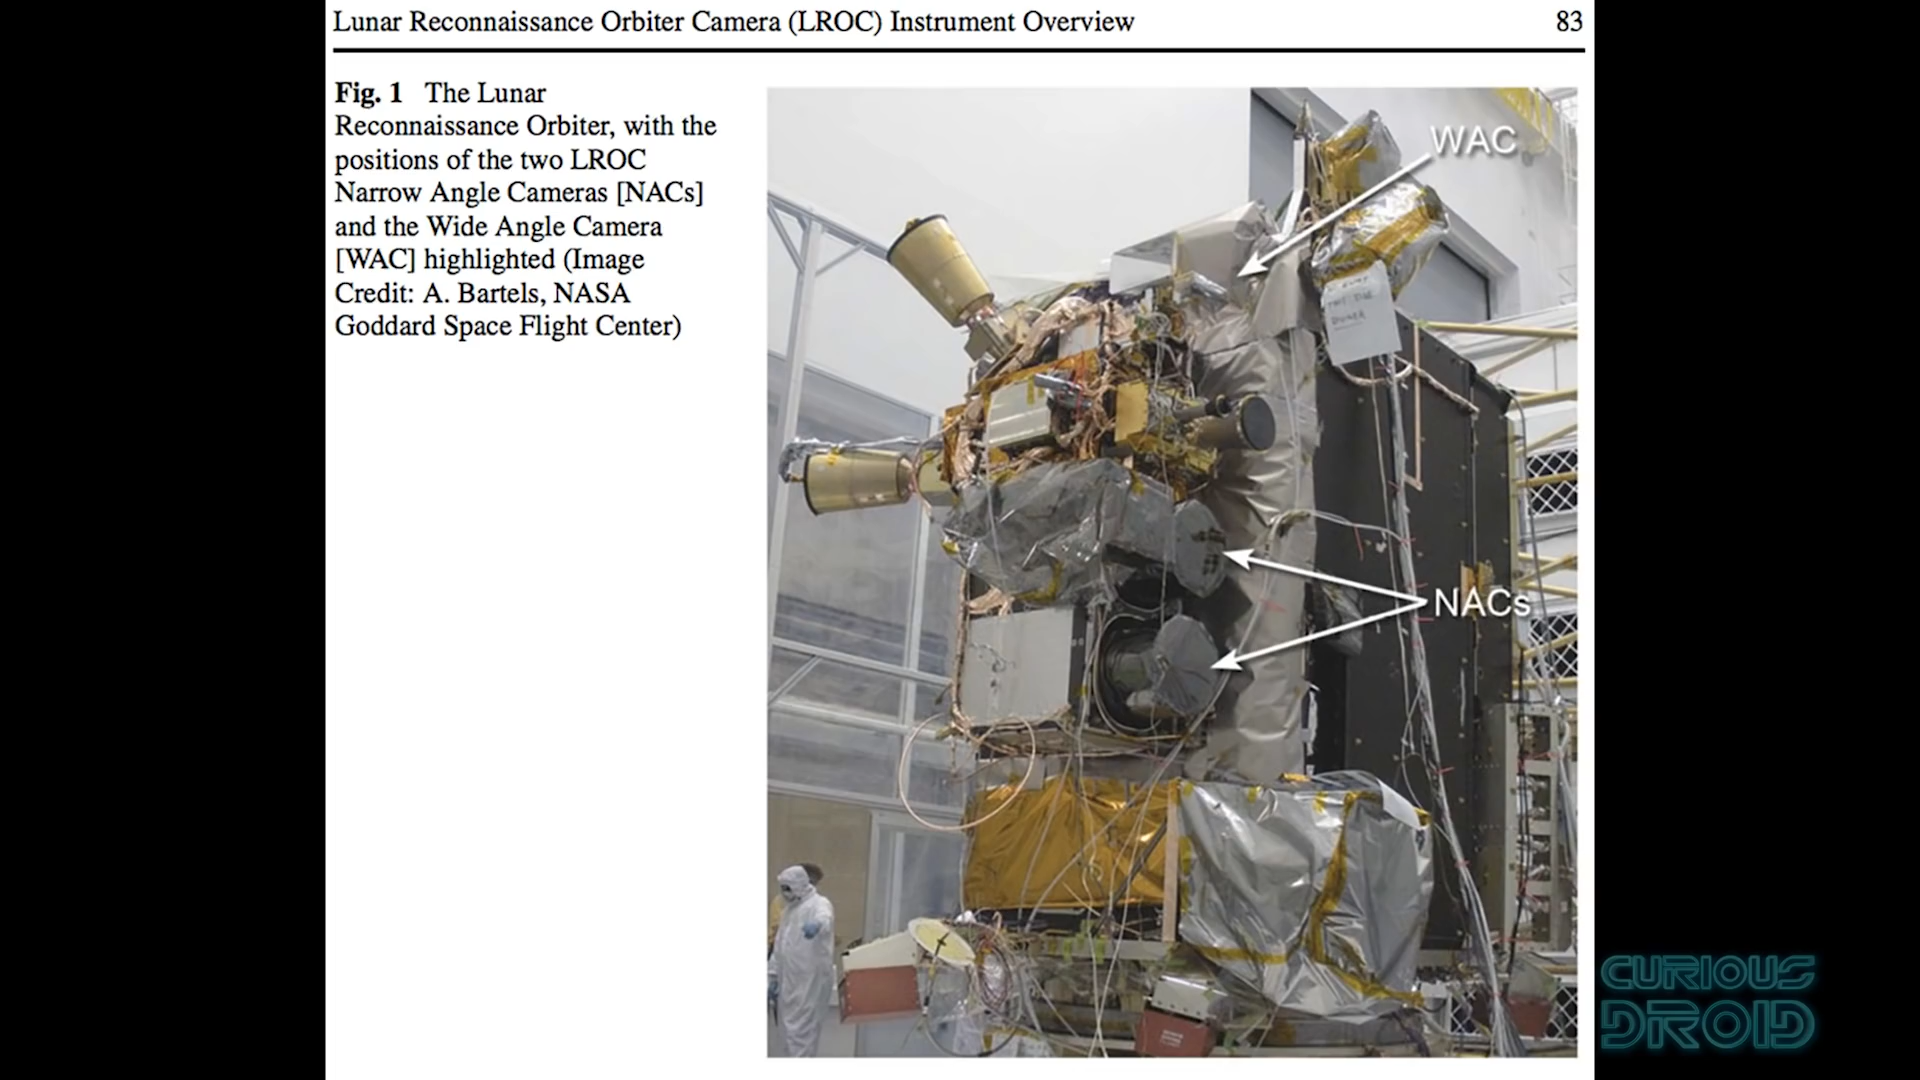 Lunar Reconnaissance Orbiter Camera (LROC) Instrument Overview 83
Fig. 1 The Lunar
Reconnaissance Orbiter, with the
positions of the two LROC
Narrow Angle Cameras [NACs]
and the Wide Angle Camera
[WAC] highlighted (Image
Credit: A. Bartels, NASA
Goddard Space Flight Center)
WAC
NACs
CURIOUS
DROID